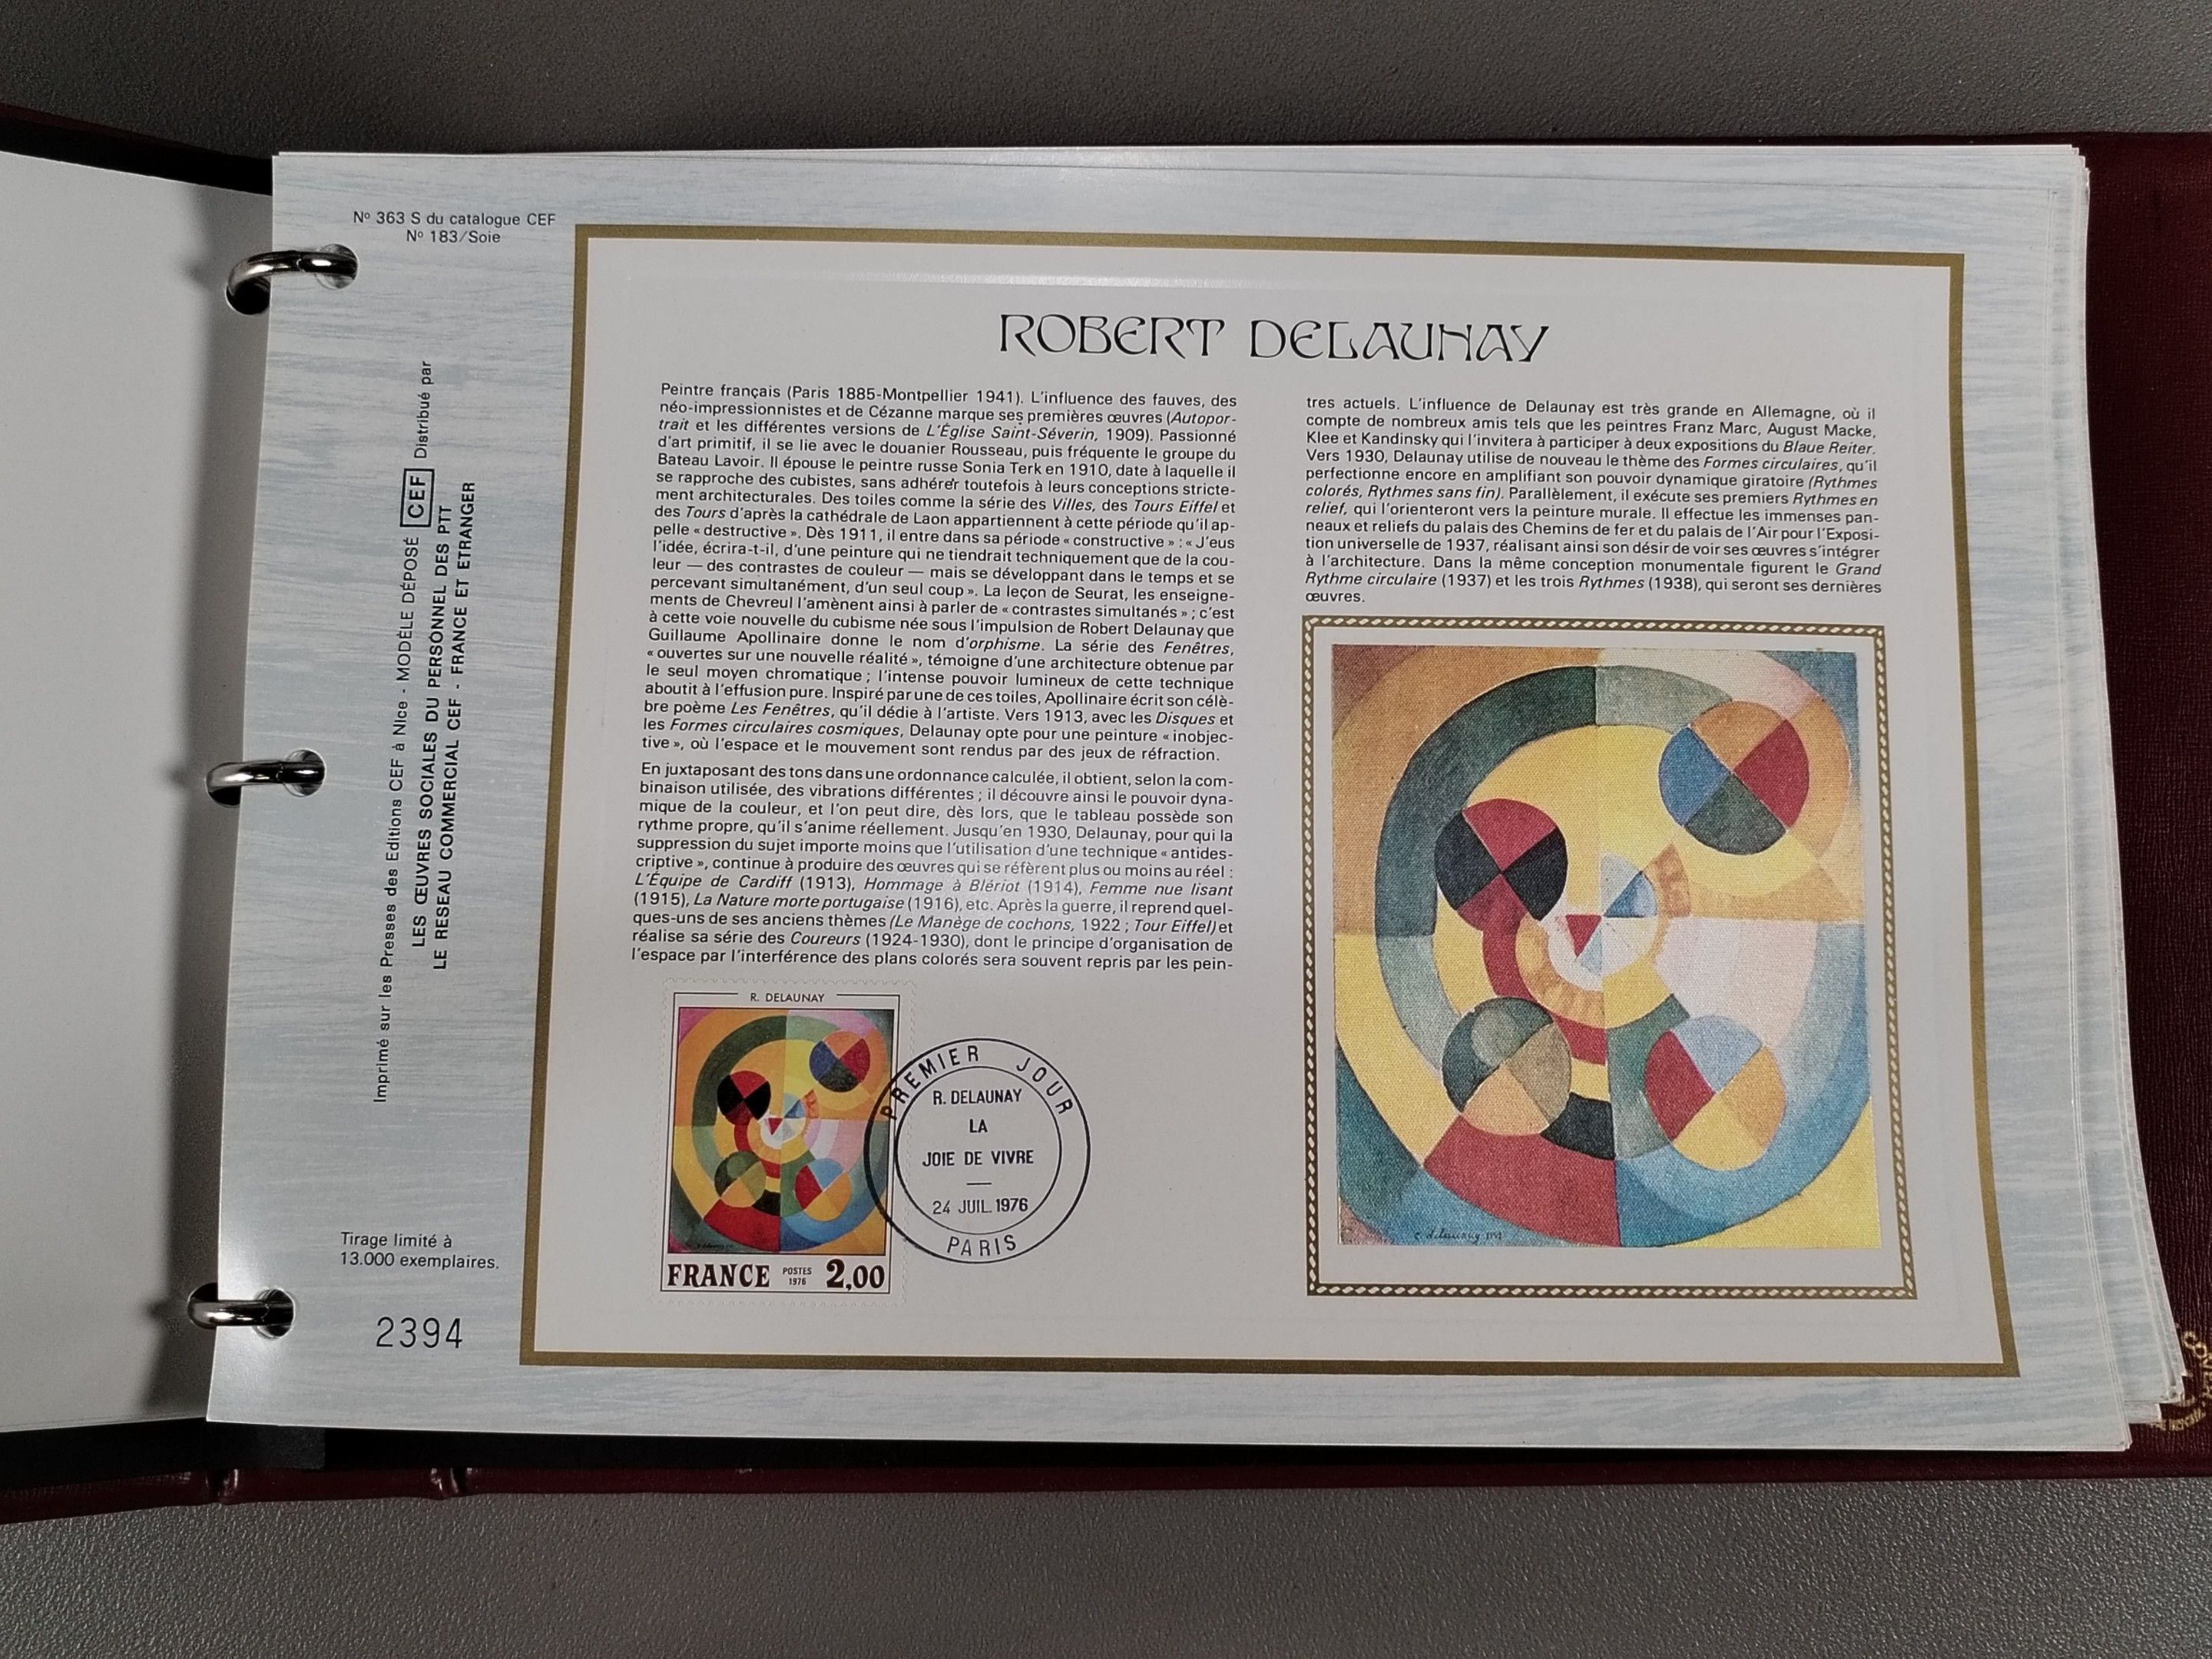 Nº 363 S du catalogue CEF
Nº 183/Soie
Imprimé sur les Presses des Editions CEF à Nice - MODÈLE DÉPOSÉ CEF Distribué par
LES ŒUVRES SOCIALES DU PERSONNEL DES PTT
LE RESEAU COMMERCIAL CEF - FRANCE ET ETRANGER
Tirage limité à
13.000 exemplaires.
2394
ROBERT DELAUNAY
Peintre français (Paris 1885-Montpellier 1941). L'influence des fauves, des
néo-impressionnistes et de Cézanne marque ses premières œuvres (Autopor-
trait et les différentes versions de L'Église Saint-Séverin, 1909). Passionné
d'art primitif, il se lie avec le douanier Rousseau, puis fréquente le groupe du
Bateau Lavoir. Il épouse le peintre russe Sonia Terk en 1910, date à laquelle il
se rapproche des cubistes, sans adhérer toutefois à leurs conceptions stricte-
ment architecturales. Des toiles comme la série des Villes, des Tours Eiffel et
des Tours d'après la cathédrale de Laon appartiennent à cette période qu'il ap-
pelle « destructive ». Dès 1911, il entre dans sa période « constructive » : « J'eus
l'idée, écrira-t-il, d'une peinture qui ne tiendrait techniquement que de la cou-
leur — des contrastes de couleur — mais se développant dans le temps et se
percevant simultanément, d'un seul coup ». La leçon de Seurat, les enseigne-
ments de Chevreul l'amènent ainsi à parler de « contrastes simultanés » ; c'est
à cette voie nouvelle du cubisme née sous l'impulsion de Robert Delaunay que
Guillaume Apollinaire donne le nom d'orphisme. La série des Fenêtres,
« ouvertes sur une nouvelle réalité », témoigne d'une architecture obtenue par
le seul moyen chromatique ; l'intense pouvoir lumineux de cette technique
aboutit à l'effusion pure. Inspiré par une de ces toiles, Apollinaire écrit son célè-
bre poème Les Fenêtres, qu'il dédie à l'artiste. Vers 1913, avec les Disques et
les Formes circulaires cosmiques, Delaunay opte pour une peinture « inobjec-
tive », où l'espace et le mouvement sont rendus par des jeux de réfraction.
En juxtaposant des tons dans une ordonnance calculée, il obtient, selon la com-
binaison utilisée, des vibrations différentes ; il découvre ainsi le pouvoir dyna-
mique de la couleur, et l'on peut dire, dès lors, que le tableau possède son
rythme propre, qu'il s'anime réellement. Jusqu'en 1930, Delaunay, pour qui la
suppression du sujet importe moins que l'utilisation d'une technique « antides-
criptive », continue à produire des œuvres qui se réfèrent plus ou moins au réel :
L'Équipe de Cardiff (1913), Hommage à Blériot (1914), Femme nue lisant
(1915), La Nature morte portugaise (1916), etc. Après la guerre, il reprend quel-
ques-uns de ses anciens thèmes (Le Manège de cochons, 1922 ; Tour Eiffel) et
réalise sa série des Coureurs (1924-1930), dont le principe d'organisation de
l'espace par l'interférence des plans colorés sera souvent repris par les pein-
tres actuels. L'influence de Delaunay est très grande en Allemagne, où il
compte de nombreux amis tels que les peintres Franz Marc, August Macke,
Klee et Kandinsky qui l'invitera à participer à deux expositions du Blaue Reiter.
Vers 1930, Delaunay utilise de nouveau le thème des Formes circulaires, qu'il
perfectionne encore en amplifiant son pouvoir dynamique giratoire (Rythmes
colorés, Rythmes sans fin). Parallèlement, il exécute ses premiers Rythmes en
relief, qui l'orienteront vers la peinture murale. Il effectue les immenses pan-
neaux et reliefs du palais des Chemins de fer et du palais de l'Air pour l'Exposi-
tion universelle de 1937, réalisant ainsi son désir de voir ses œuvres s'intégrer
à l'architecture. Dans la même conception monumentale figurent le Grand
Rythme circulaire (1937) et les trois Rythmes (1938), qui seront ses dernières
œuvres.
R. DELAUNAY
FRANCE POSTES 1976 2,00
PREMIER JOUR
R. DELAUNAY
LA
JOIE DE VIVRE
24 JUIL. 1976
PARIS
delaunay